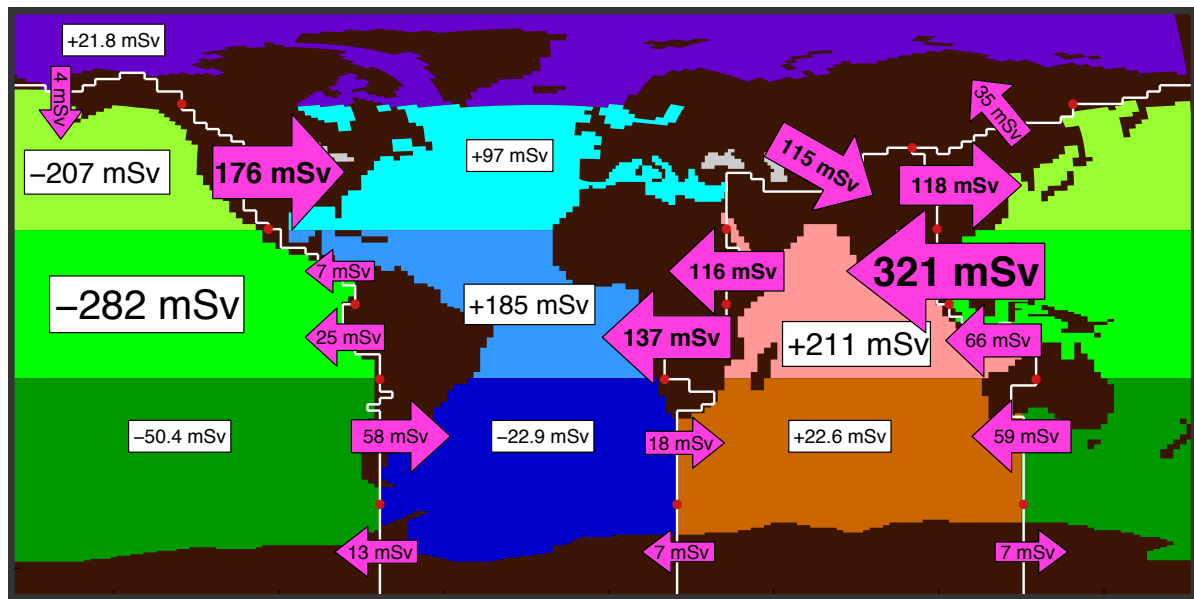 +21.8 mSv
4 mSv
35 mSv
−207 mSv
176 mSv
+97 mSv
115 mSv
118 mSv
7 mSv
116 mSv
321 mSv
−282 mSv
+185 mSv
25 mSv
137 mSv
+211 mSv
66 mSv
−50.4 mSv
58 mSv
−22.9 mSv
18 mSv
+22.6 mSv
59 mSv
13 mSv
7 mSv
7 mSv